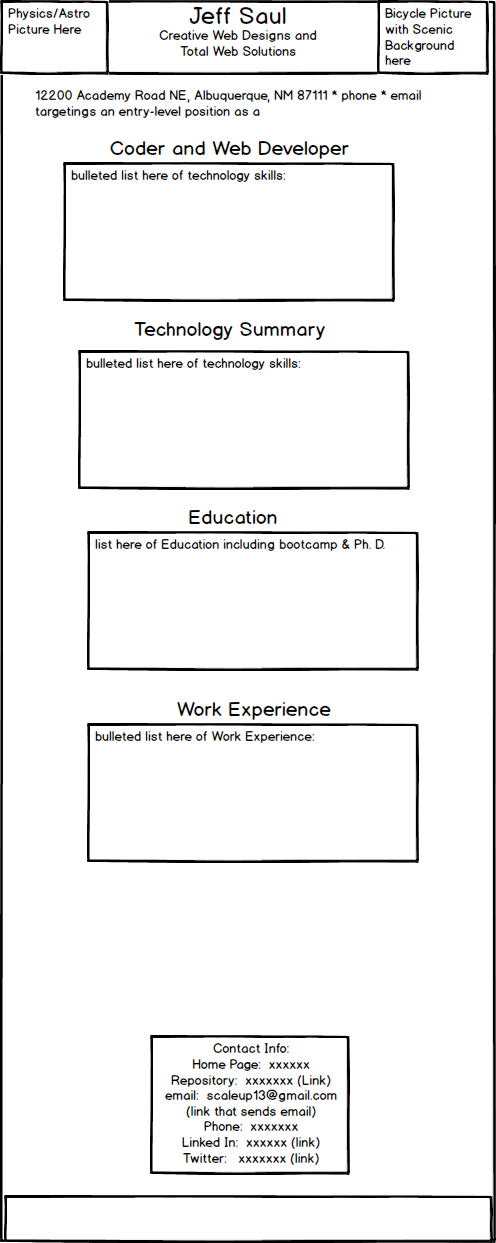 Physics/Astro
Picture Here
Jeff Saul
Creative Web Designs and
Total Web Solutions
Bicycle Picture
with Scenic
Background
here
12200 Academy Road NE, Albuquerque, NM 87111 * phone * email
targetings an entry-level position as a
Coder and Web Developer
bulleted list here of technology skills:
Technology Summary
bulleted list here of technology skills:
Education
list here of Education including bootcamp & Ph. D.
Work Experience
bulleted list here of Work Experience:
Contact Info:
Home Page: xxxxxx
Repository: xxxxxxx (Link)
email: scaleup13@gmail.com
(link that sends email)
Phone: xxxxxxx
Linked In: xxxxxx (link)
Twitter: xxxxxxx (link)